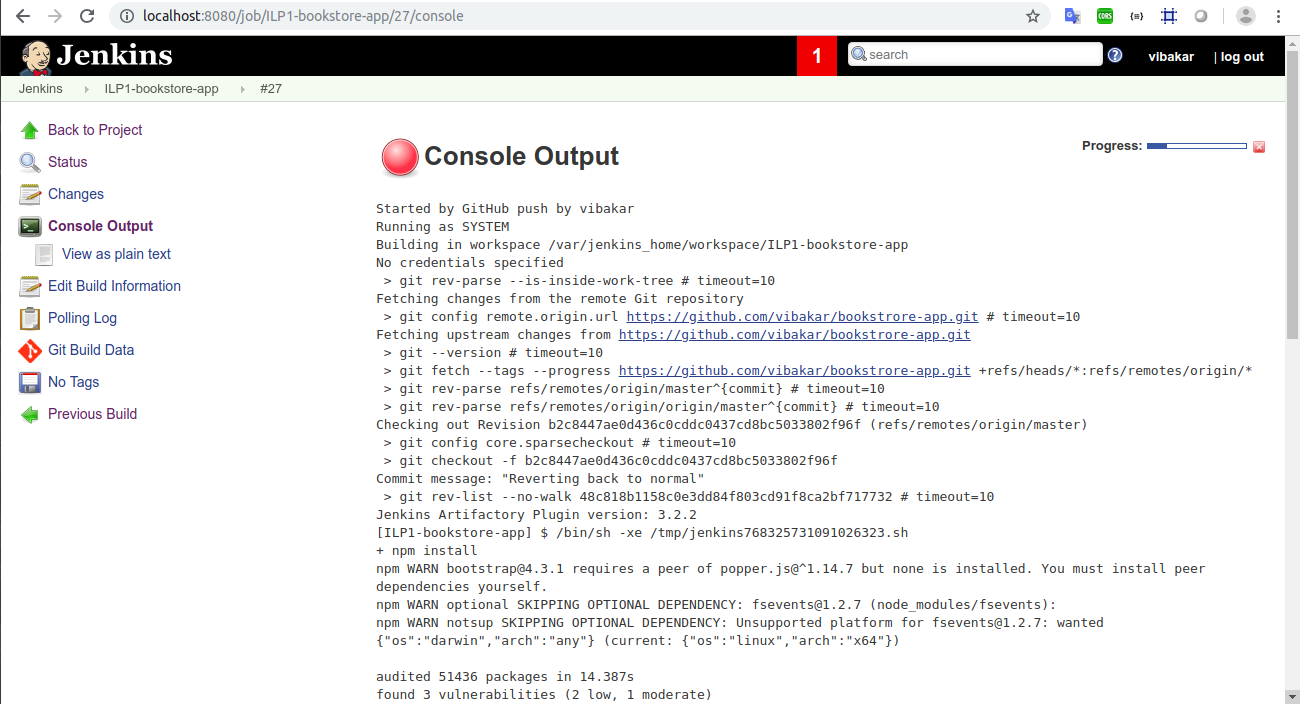 localhost:8080/job/ILP1-bookstore-app/27/console
CORS
Jenkins
1
search
vibakar
| log out
Jenkins
ILP1-bookstore-app
#27
Back to Project
Status
Changes
Console Output
View as plain text
Edit Build Information
Polling Log
Git Build Data
No Tags
Previous Build
Console Output
Progress:
Started by GitHub push by vibakar
Running as SYSTEM
Building in workspace /var/jenkins_home/workspace/ILP1-bookstore-app
No credentials specified
> git rev-parse --is-inside-work-tree # timeout=10
Fetching changes from the remote Git repository
> git config remote.origin.url https://github.com/vibakar/bookstrore-app.git # timeout=10
Fetching upstream changes from https://github.com/vibakar/bookstrore-app.git
> git --version # timeout=10
> git fetch --tags --progress https://github.com/vibakar/bookstrore-app.git +refs/heads/*:refs/remotes/origin/*
> git rev-parse refs/remotes/origin/master^{commit} # timeout=10
> git rev-parse refs/remotes/origin/origin/master^{commit} # timeout=10
Checking out Revision b2c8447ae0d436c0cddc0437cd8bc5033802f96f (refs/remotes/origin/master)
> git config core.sparsecheckout # timeout=10
> git checkout -f b2c8447ae0d436c0cddc0437cd8bc5033802f96f
Commit message: "Reverting back to normal"
> git rev-list --no-walk 48c818b1158c0e3dd84f803cd91f8ca2bf717732 # timeout=10
Jenkins Artifactory Plugin version: 3.2.2
[ILP1-bookstore-app] $ /bin/sh -xe /tmp/jenkins768325731091026323.sh
+ npm install
npm WARN bootstrap@4.3.1 requires a peer of popper.js@^1.14.7 but none is installed. You must install peer
dependencies yourself.
npm WARN optional SKIPPING OPTIONAL DEPENDENCY: fsevents@1.2.7 (node_modules/fsevents):
npm WARN notsup SKIPPING OPTIONAL DEPENDENCY: Unsupported platform for fsevents@1.2.7: wanted
{"os":"darwin","arch":"any"} (current: {"os":"linux","arch":"x64"})
audited 51436 packages in 14.387s
found 3 vulnerabilities (2 low, 1 moderate)